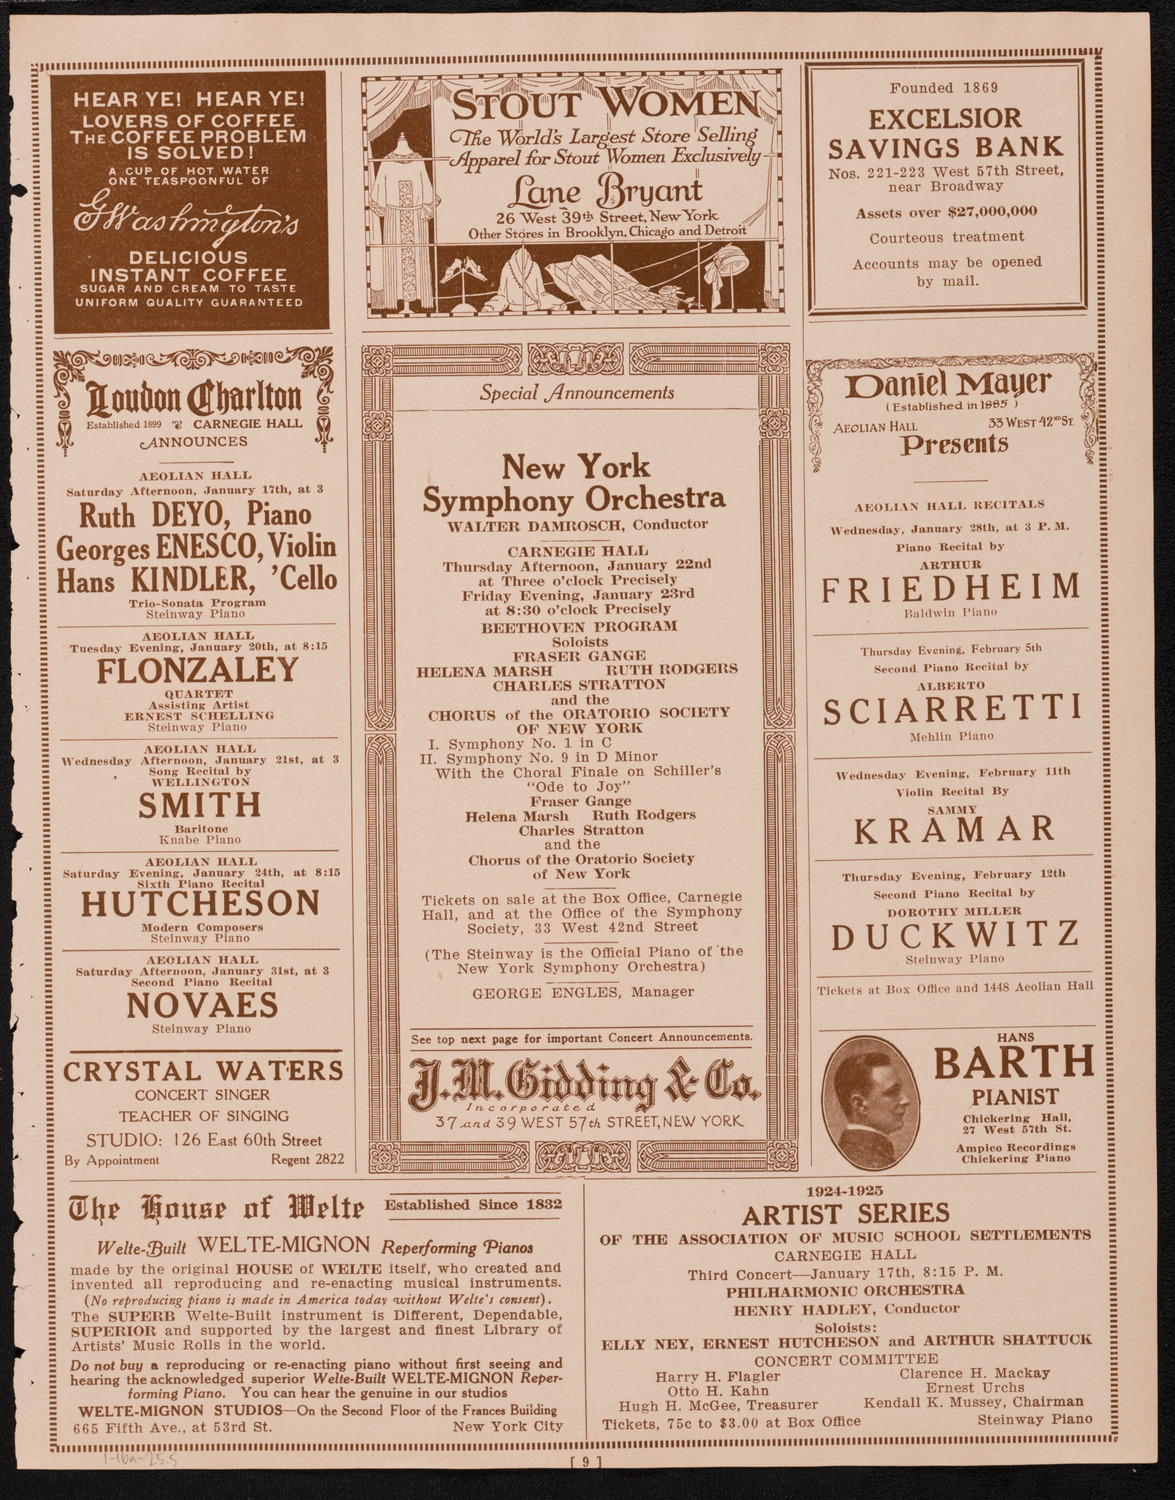 HEAR YE! HEAR YE!
LOVERS OF COFFEE
THE COFFEE PROBLEM
IS SOLVED!
A CUP OF HOT WATER
ONE TEASPOONFUL OF
G. Washington's
DELICIOUS
INSTANT COFFEE
SUGAR AND CREAM TO TASTE
UNIFORM QUALITY GUARANTEED
STOUT WOMEN
The World's Largest Store Selling
Apparel for Stout Women Exclusively
Lane Bryant
26 West 39th Street, New York
Other Stores in Brooklyn, Chicago and Detroit
Founded 1869
EXCELSIOR
SAVINGS BANK
Nos. 221-223 West 57th Street,
near Broadway
Assets over $27,000,000
Courteous treatment
Accounts may be opened
by mail.
Loudon Charlton
Established 1899 CARNEGIE HALL
ANNOUNCES
AEOLIAN HALL
Saturday Afternoon, January 17th, at 3
Ruth DEYO, Piano
Georges ENESCO, Violin
Hans KINDLER, 'Cello
Trio-Sonata Program
Steinway Piano
AEOLIAN HALL
Tuesday Evening, January 20th, at 8:15
FLONZALEY
QUARTET
Assisting Artist
ERNEST SCHELLING
Steinway Piano
AEOLIAN HALL
Wednesday Afternoon, January 21st, at 3
Song Recital by
WELLINGTON
SMITH
Baritone
Knabe Piano
AEOLIAN HALL
Saturday Evening, January 24th, at 8:15
Sixth Piano Recital
HUTCHESON
Modern Composers
Steinway Piano
AEOLIAN HALL
Saturday Afternoon, January 31st, at 3
Second Piano Recital
NOVAES
Steinway Piano
CRYSTAL WATERS
CONCERT SINGER
TEACHER OF SINGING
STUDIO: 126 East 60th Street
By Appointment Regent 2822
Special Announcements
New York
Symphony Orchestra
WALTER DAMROSCH, Conductor
CARNEGIE HALL
Thursday Afternoon, January 22nd
at Three o'clock Precisely
Friday Evening, January 23rd
at 8:30 o'clock Precisely
BEETHOVEN PROGRAM
Soloists
FRASER GANGE
HELENA MARSH RUTH RODGERS
CHARLES STRATTON
and the
CHORUS of the ORATORIO SOCIETY
OF NEW YORK
I. Symphony No. 1 in C
II. Symphony No. 9 in D Minor
With the Choral Finale on Schiller's
"Ode to Joy"
Fraser Gange
Helena Marsh Ruth Rodgers
Charles Stratton
and the
Chorus of the Oratorio Society
of New York
Tickets on sale at the Box Office, Carnegie
Hall, and at the Office of the Symphony
Society, 33 West 42nd Street
(The Steinway is the Official Piano of the
New York Symphony Orchestra)
GEORGE ENGLES, Manager
See top next page for important Concert Announcements.
J. M. Gidding & Co.
Incorporated
37 and 39 WEST 57th STREET, NEW YORK
Daniel Mayer
(Established in 1885)
AEOLIAN HALL 33 WEST 42ND ST.
Presents
AEOLIAN HALL RECITALS
Wednesday, January 28th, at 3 P. M.
Piano Recital by
ARTHUR
FRIEDHEIM
Baldwin Piano
Thursday Evening, February 5th
Second Piano Recital by
ALBERTO
SCIARRETTI
Mehlin Piano
Wednesday Evening, February 11th
Violin Recital By
SAMMY
KRAMAR
Thursday Evening, February 12th
Second Piano Recital by
DOROTHY MILLER
DUCKWITZ
Steinway Piano
Tickets at Box Office and 1448 Aeolian Hall
HANS
BARTH
PIANIST
Chickering Hall,
27 West 57th St.
Ampico Recordings
Chickering Piano
The House of Welte Established Since 1832
Welte-Built WELTE-MIGNON Reperforming Pianos
made by the original HOUSE of WELTE itself, who created and
invented all reproducing and re-enacting musical instruments.
(No reproducing piano is made in America today without Welte's consent).
The SUPERB Welte-Built instrument is Different, Dependable,
SUPERIOR and supported by the largest and finest Library of
Artists' Music Rolls in the world.
Do not buy a reproducing or re-enacting piano without first seeing and
hearing the acknowledged superior Welte-Built WELTE-MIGNON Reper-
forming Piano. You can hear the genuine in our studios
WELTE-MIGNON STUDIOS—On the Second Floor of the Frances Building
665 Fifth Ave., at 53rd St. New York City
1924-1925
ARTIST SERIES
OF THE ASSOCIATION OF MUSIC SCHOOL SETTLEMENTS
CARNEGIE HALL
Third Concert—January 17th, 8:15 P. M.
PHILHARMONIC ORCHESTRA
HENRY HADLEY, Conductor
Soloists:
ELLY NEY, ERNEST HUTCHESON and ARTHUR SHATTUCK
CONCERT COMMITTEE
Harry H. Flagler Clarence H. Mackay
Otto H. Kahn Ernest Urchs
Hugh H. McGee, Treasurer Kendall K. Mussey, Chairman
Tickets, 75c to $3.00 at Box Office Steinway Piano
1-16a-25.5
[ 9 ]